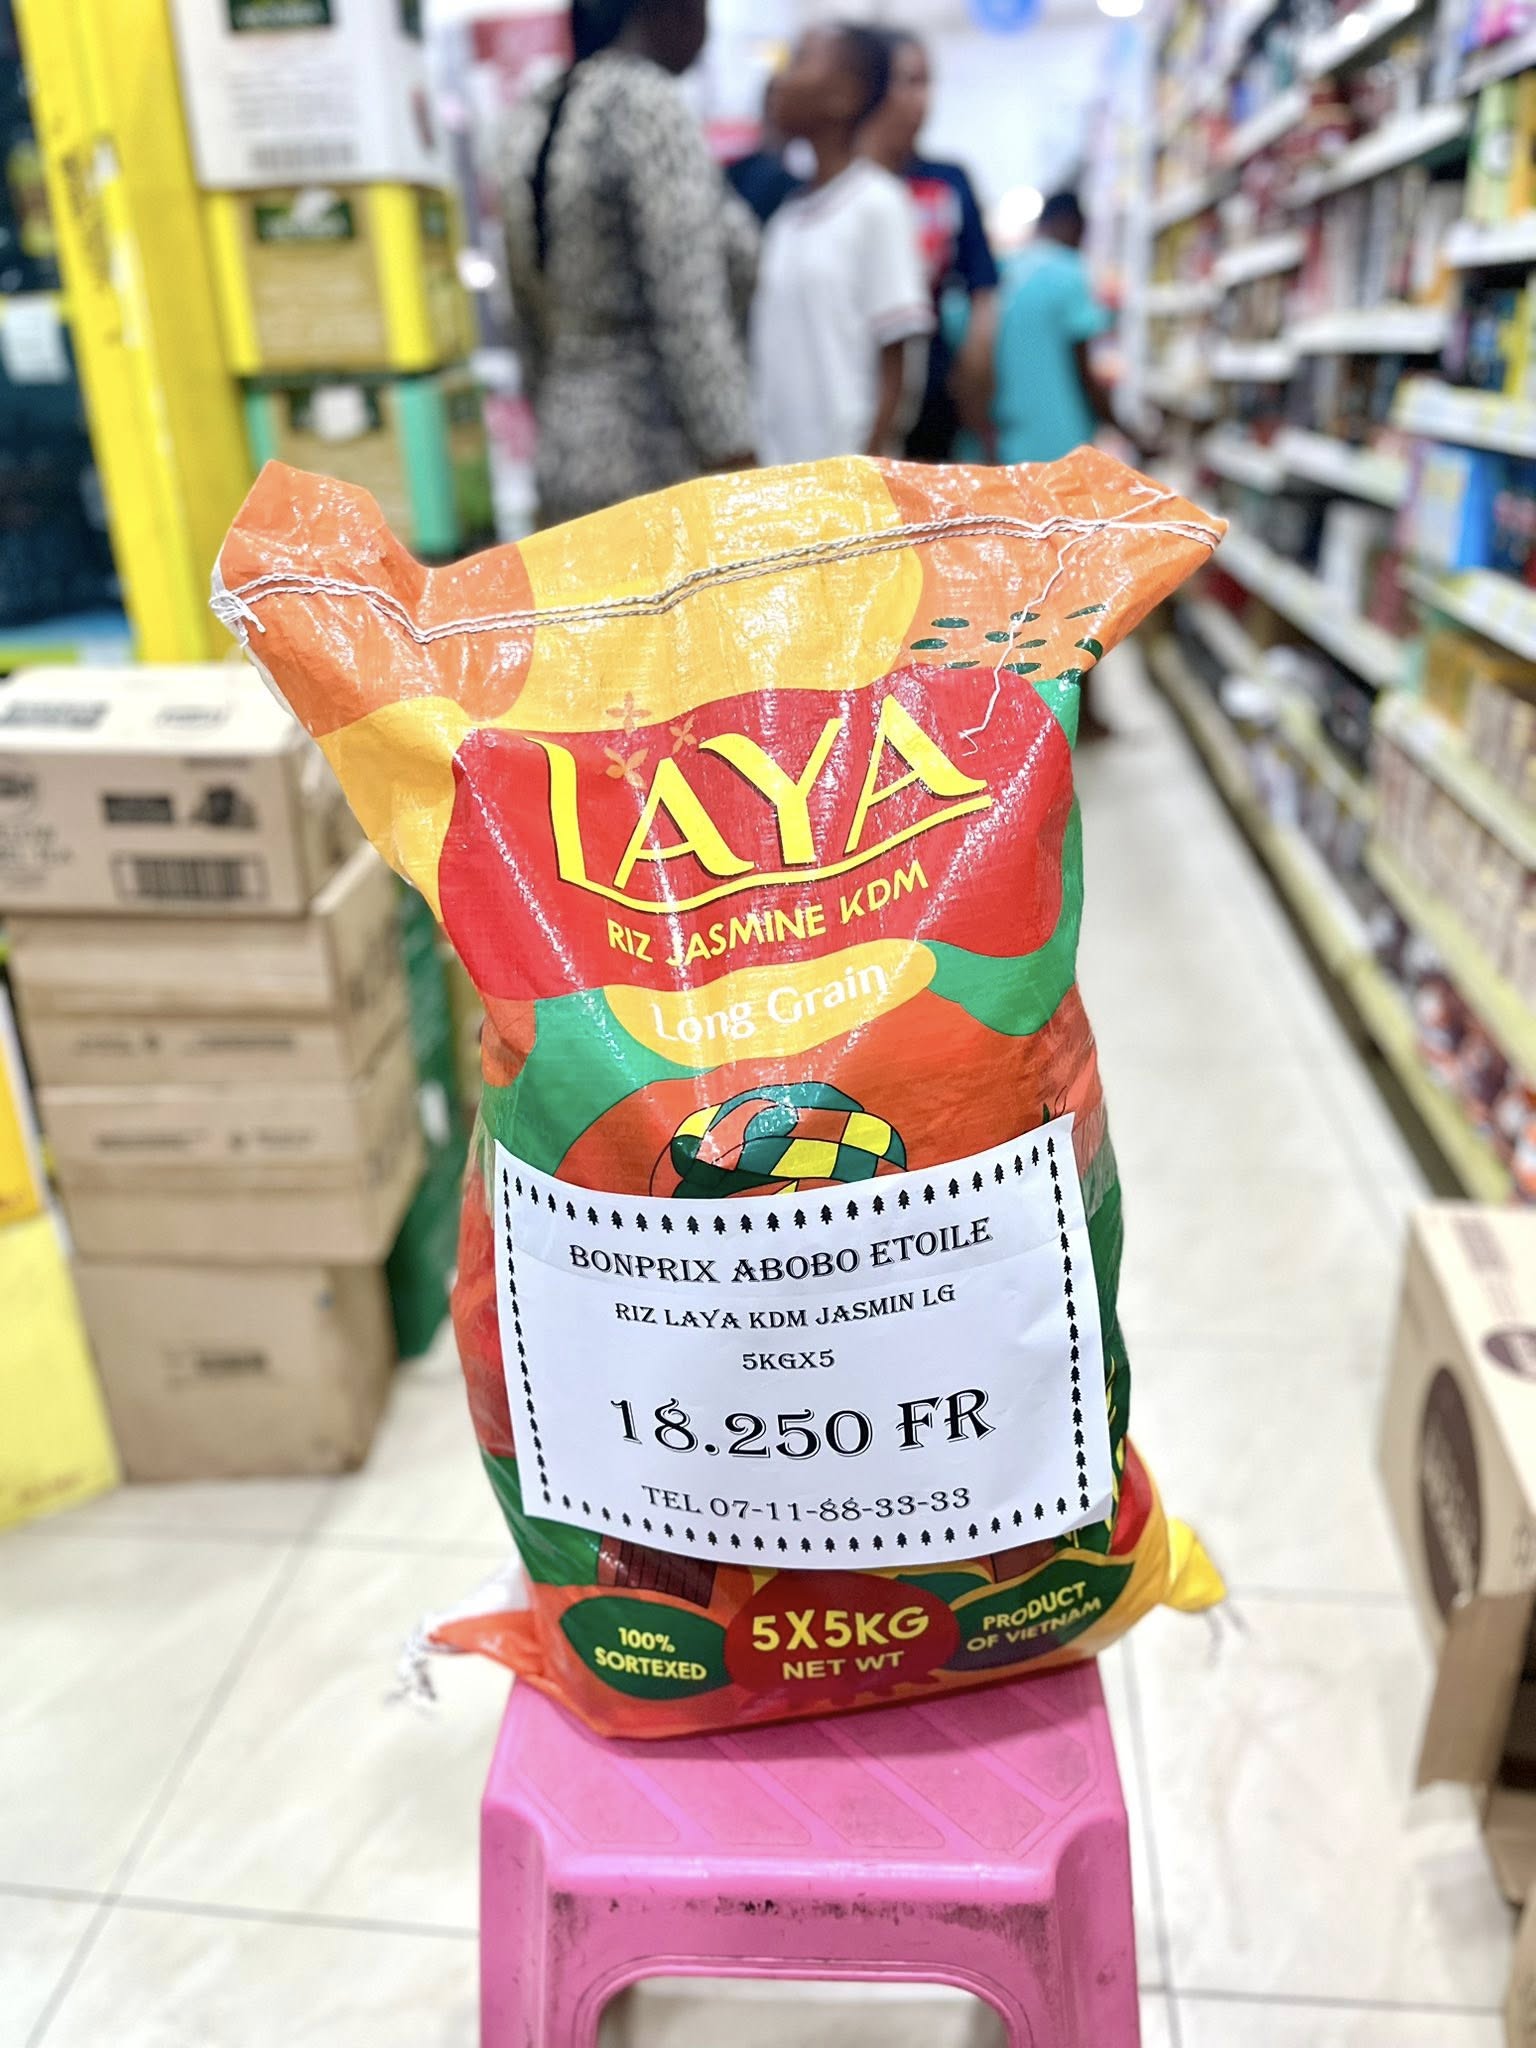 LAYA
RIZ JASMINE KDM
Long Grain
BONPRIX ABOBO ETOILE
RIZ LAYA KDM JASMIN LG
5KGX5
18.250 FR
TEL 07-11-88-33-33
100%
SORTEXED
5X5KG
NET WT
PRODUCT
OF VIETNAM